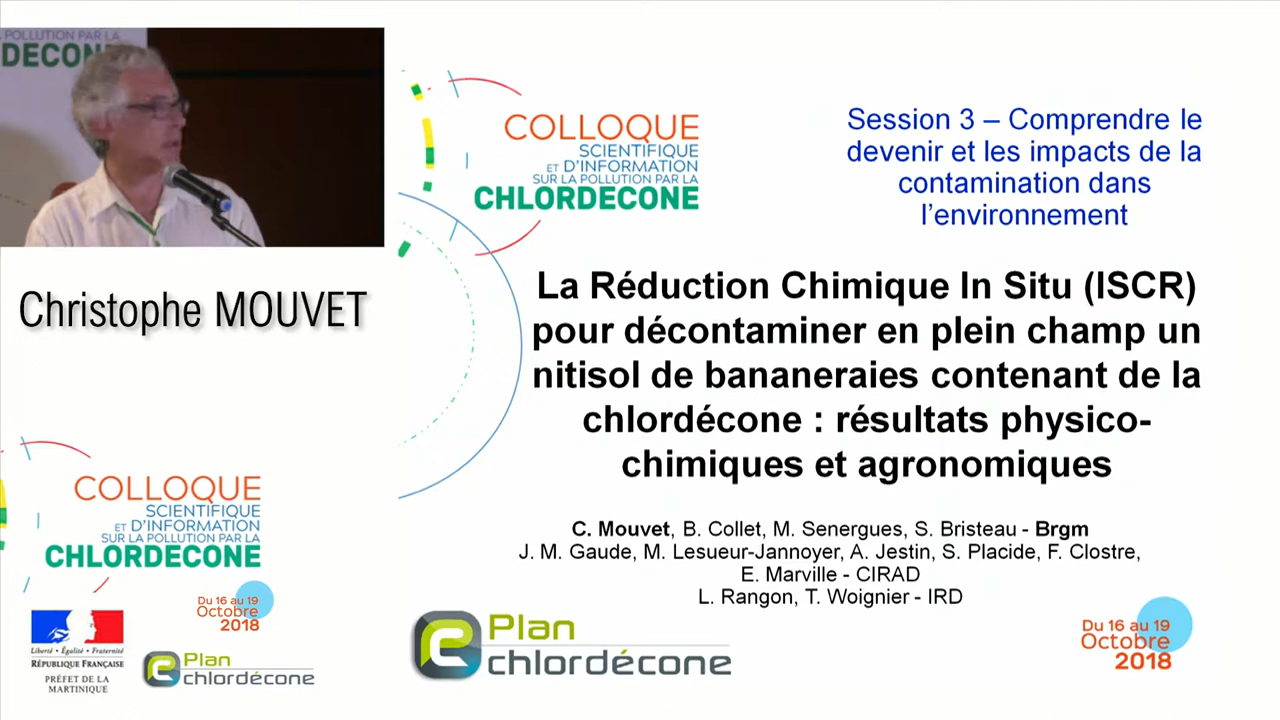 A POLLUTION PAR LA
DECON
Christophe MOUVET
COLLOQUE
SCIENTIFIQUE
ET D'INFORMATION
SUR LA POLLUTION PAR LA
CHLORDECONE
Du 16 au 19
Octobre
2018
Liberté • Égalité • Fraternité
RÉPUBLIQUE FRANÇAISE
PRÉFET DE LA
MARTINIQUE
Plan
chlordécone
COLLOQUE
SCIENTIFIQUE
ET D'INFORMATION
SUR LA POLLUTION PAR LA
CHLORDECONE
Session 3 – Comprendre le
devenir et les impacts de la
contamination dans
l'environnement
La Réduction Chimique In Situ (ISCR)
pour décontaminer en plein champ un
nitisol de bananeraies contenant de la
chlordécone : résultats physico-
chimiques et agronomiques
C. Mouvet, B. Collet, M. Senergues, S. Bristeau - Brgm
J. M. Gaude, M. Lesueur-Jannoyer, A. Jestin, S. Placide, F. Clostre,
E. Marville - CIRAD
L. Rangon, T. Woignier - IRD
Plan
chlordécone
Du 16 au 19
Octobre
2018